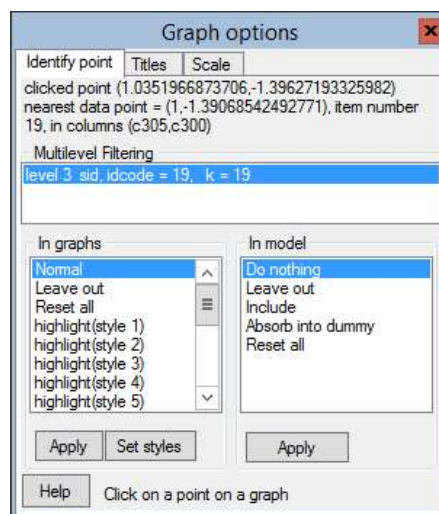 Graph options
Identify point Titles Scale
clicked point (1.0351966873706,-1.39627193325982)
nearest data point = (1,-1.39068542492771), item number
19, in columns (c305,c300)
Multilevel Filtering
level 3 sid, idcode = 19, k = 19
In graphs
Normal
Leave out
Reset all
highlight(style 1)
highlight(style 2)
highlight(style 3)
highlight(style 4)
highlight(style 5)
Apply Set styles
In model
Do nothing
Leave out
Include
Absorb into dummy
Reset all
Apply
Help Click on a point on a graph